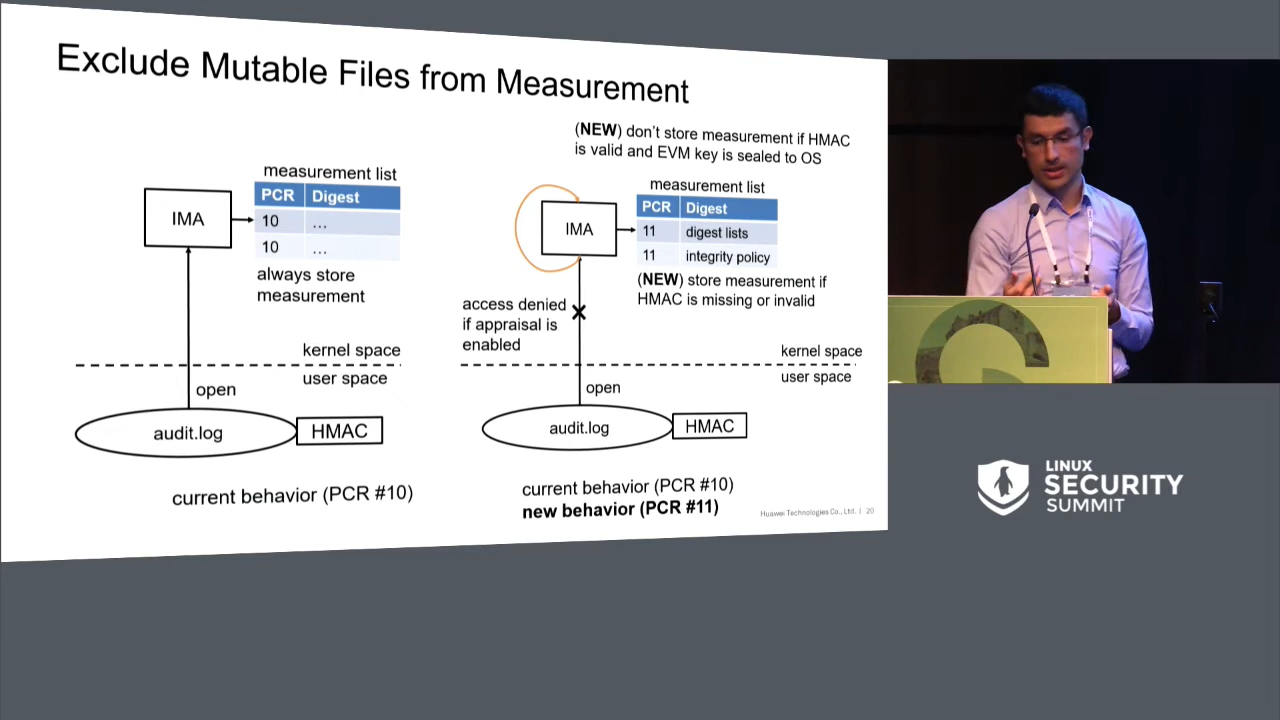 Exclude Mutable Files from Measurement
measurement list
PCR Digest
10 ...
10 ...
IMA
always store
measurement
kernel space
user space
open
audit.log
HMAC
current behavior (PCR #10)
(NEW) don't store measurement if HMAC
is valid and EVM key is sealed to OS
measurement list
PCR Digest
11 digest lists
11 integrity policy
IMA
(NEW) store measurement if
HMAC is missing or invalid
access denied
if appraisal is
enabled
kernel space
user space
open
audit.log
HMAC
current behavior (PCR #10)
new behavior (PCR #11)
Huawei Technologies Co., Ltd. | 20
LINUX
SECURITY
SUMMIT